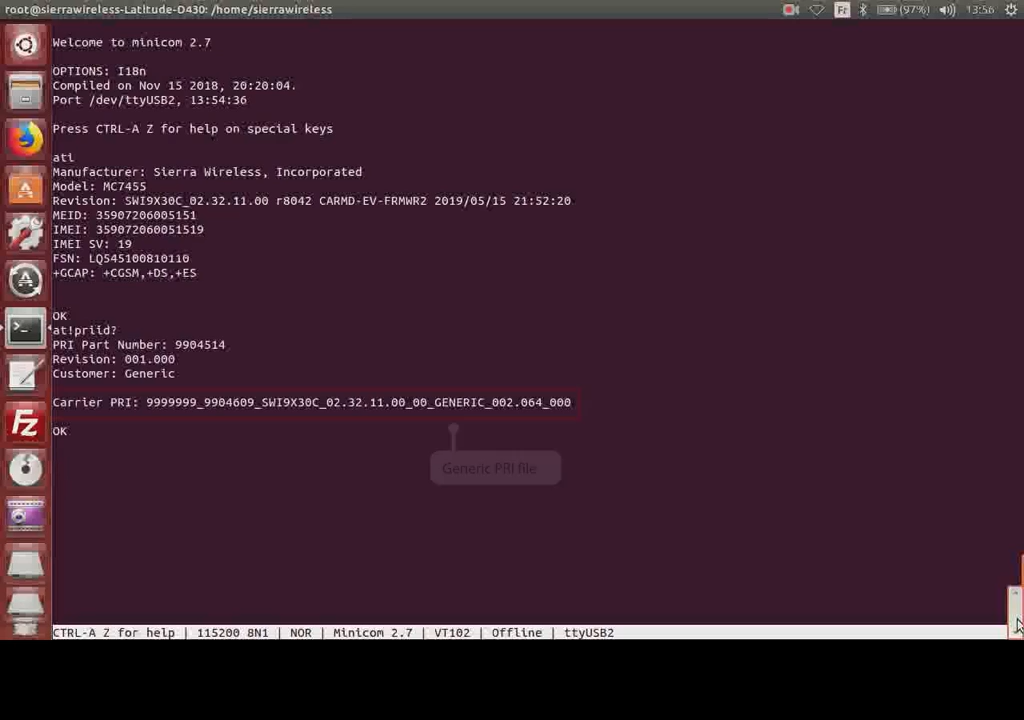 root@sierrawireless-Latitude-D430: /home/sierrawireless
Fr
(97%)
13:56
Welcome to minicom 2.7
OPTIONS: I18n
Compiled on Nov 15 2018, 20:20:04.
Port /dev/ttyUSB2, 13:54:36
Press CTRL-A Z for help on special keys
ati
Manufacturer: Sierra Wireless, Incorporated
Model: MC7455
Revision: SWI9X30C_02.32.11.00 r8042 CARMD-EV-FRMWR2 2019/05/15 21:52:20
MEID: 35907206005151
IMEI: 359072060051519
IMEI SV: 19
FSN: LQ545100810110
+GCAP: +CGSM,+DS,+ES
OK
at!priid?
PRI Part Number: 9904514
Revision: 001.000
Customer: Generic
Carrier PRI: 9999999_9904609_SWI9X30C_02.32.11.00_00_GENERIC_002.064_000
OK
Generic PRI file
CTRL-A Z for help | 115200 8N1 | NOR | Minicom 2.7 | VT102 | Offline | ttyUSB2